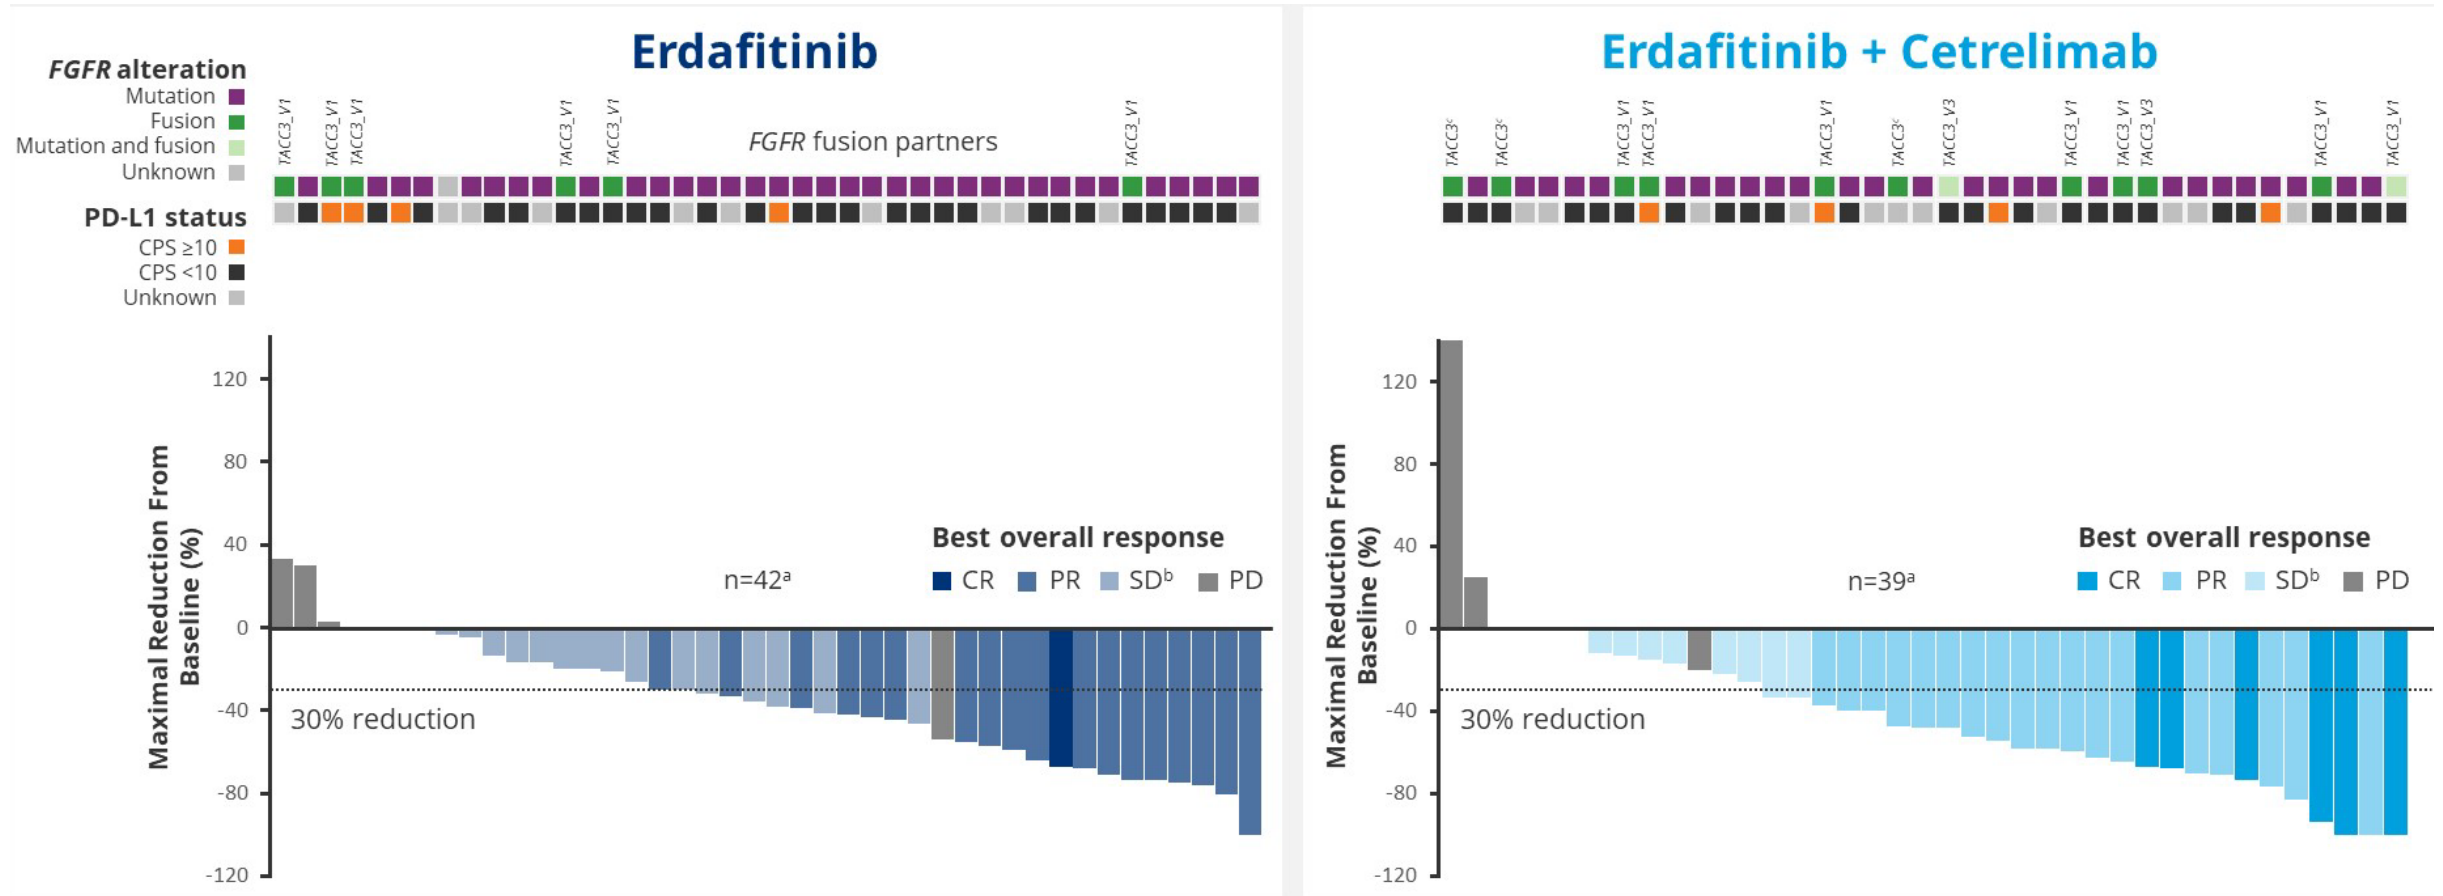 Erdafitinib
FGFR alteration
Mutation
Fusion
Mutation and fusion
Unknown
PD-L1 status
CPS ≥10
CPS <10
Unknown
TACC3_V1
TACC3_V1
TACC3_V1
TACC3_V1
TACC3_V1
FGFR fusion partners
TACC3_V1
Maximal Reduction From
Baseline (%)
120
80
40
0
-40
-80
-120
30% reduction
n=42ᵃ
Best overall response
CR PR SDᵇ PD
Erdafitinib + Cetrelimab
TACC3ᶜ
TACC3ᶜ
TACC3_V1
TACC3_V1
TACC3_V1
TACC3ᶜ
TACC3_V3
TACC3_V1
TACC3_V1
TACC3_V3
TACC3_V1
TACC3_V1
Maximal Reduction From
Baseline (%)
120
80
40
0
-40
-80
-120
30% reduction
n=39ᵃ
Best overall response
CR PR SDᵇ PD